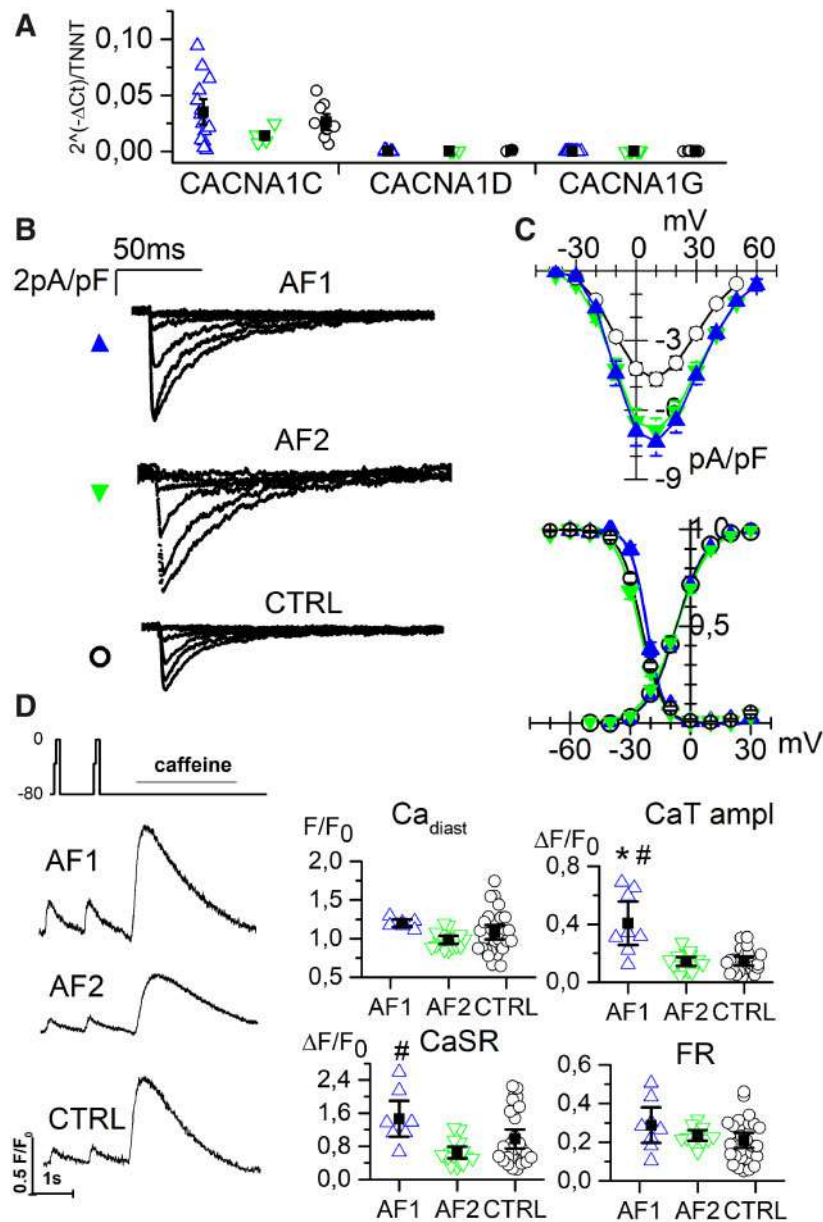 A
2^(-ΔCt)/TNNT
0,10
0,05
0,00
CACNA1C CACNA1D CACNA1G
B
50ms
2pA/pF
AF1
AF2
CTRL
C
mV
-30 0 30 60
-3
-6
-9
pA/pF
1,0
0,5
-60 -30 0 30 mV
D
0
-80
caffeine
AF1
AF2
CTRL
0.5 F/F0
1s
F/F0
Cadiast
2,0
1,5
1,0
0,5
AF1 AF2 CTRL
CaT ampl
ΔF/F0
* #
0,8
0,4
0,0
AF1 AF2 CTRL
ΔF/F0
CaSR
#
2,4
1,6
0,8
0,0
AF1 AF2 CTRL
FR
0,6
0,4
0,2
0,0
AF1 AF2 CTRL